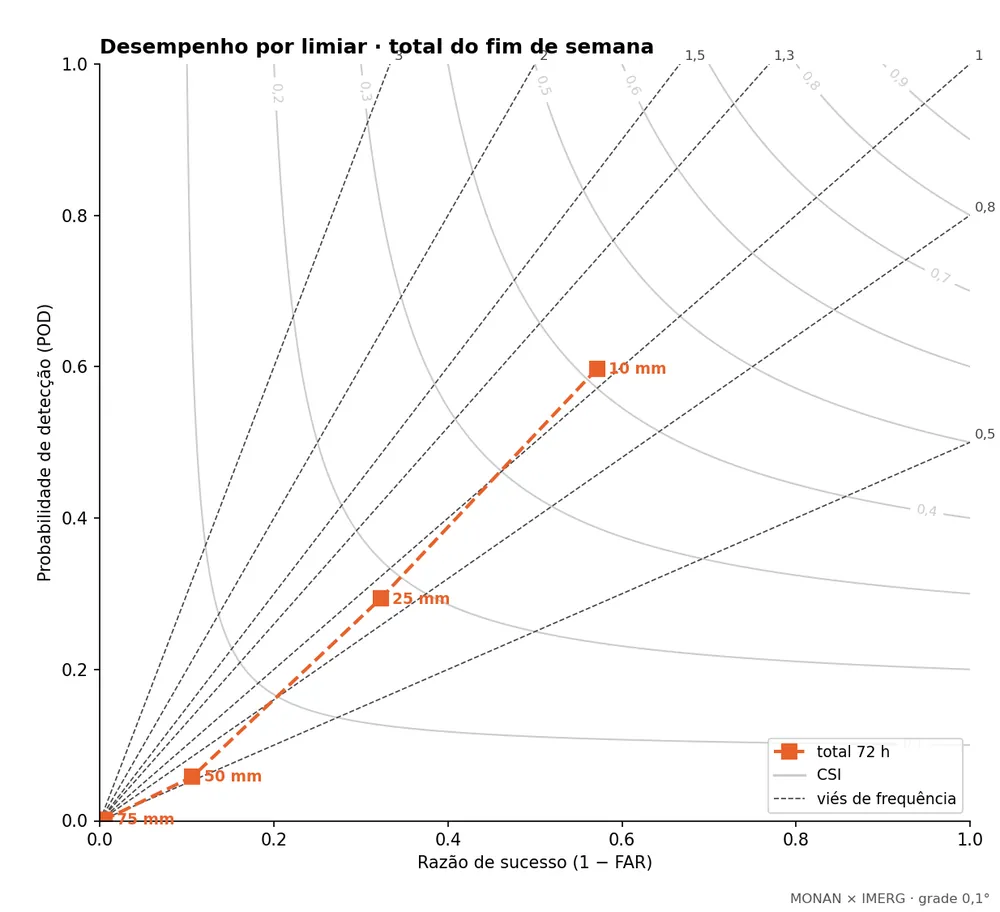 Desempenho por limiar · total do fim de semana
3
2
1,5
1,3
1
0,2
0,3
0,5
0,6
0,8
0,9
0,8
0,7
0,5
0,4
1.0
0.8
0.6
0.4
0.2
0.0
Probabilidade de detecção (POD)
10 mm
25 mm
50 mm
75 mm
total 72 h
CSI
viés de frequência
0.0
0.2
0.4
0.6
0.8
1.0
Razão de sucesso (1 − FAR)
MONAN × IMERG · grade 0,1°